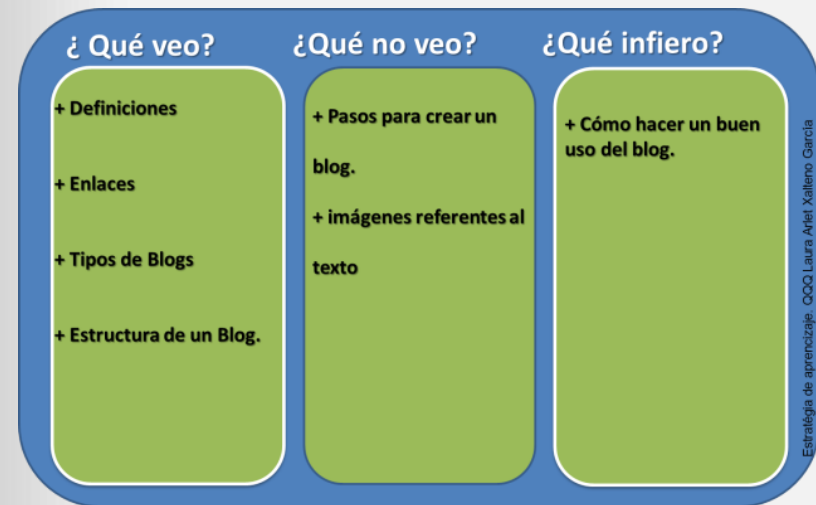 ¿ Qué veo?
+ Definiciones
+ Enlaces
+ Tipos de Blogs
+ Estructura de un Blog.
¿Qué no veo?
+ Pasos para crear un
blog.
+ imágenes referentes al
texto
¿Qué infiero?
+ Cómo hacer un buen
uso del blog.
Estratégia de aprencizaje. QQQ Laura Arlet Xalteno García